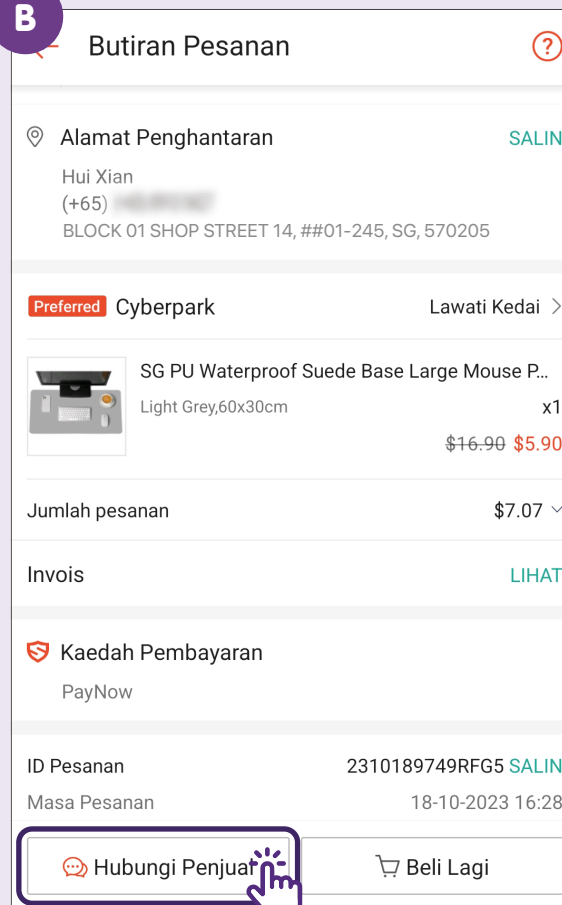 B
Butiran Pesanan
?
Alamat Penghantaran SALIN
Hui Xian
(+65)
BLOCK 01 SHOP STREET 14, ##01-245, SG, 570205
Preferred Cyberpark Lawati Kedai
SG PU Waterproof Suede Base Large Mouse P...
Light Grey,60x30cm x1
$16.90 $5.90
Jumlah pesanan $7.07
Invois LIHAT
Kaedah Pembayaran
PayNow
ID Pesanan 2310189749RFG5 SALIN
Masa Pesanan 18-10-2023 16:28
Hubungi Penjual Beli Lagi